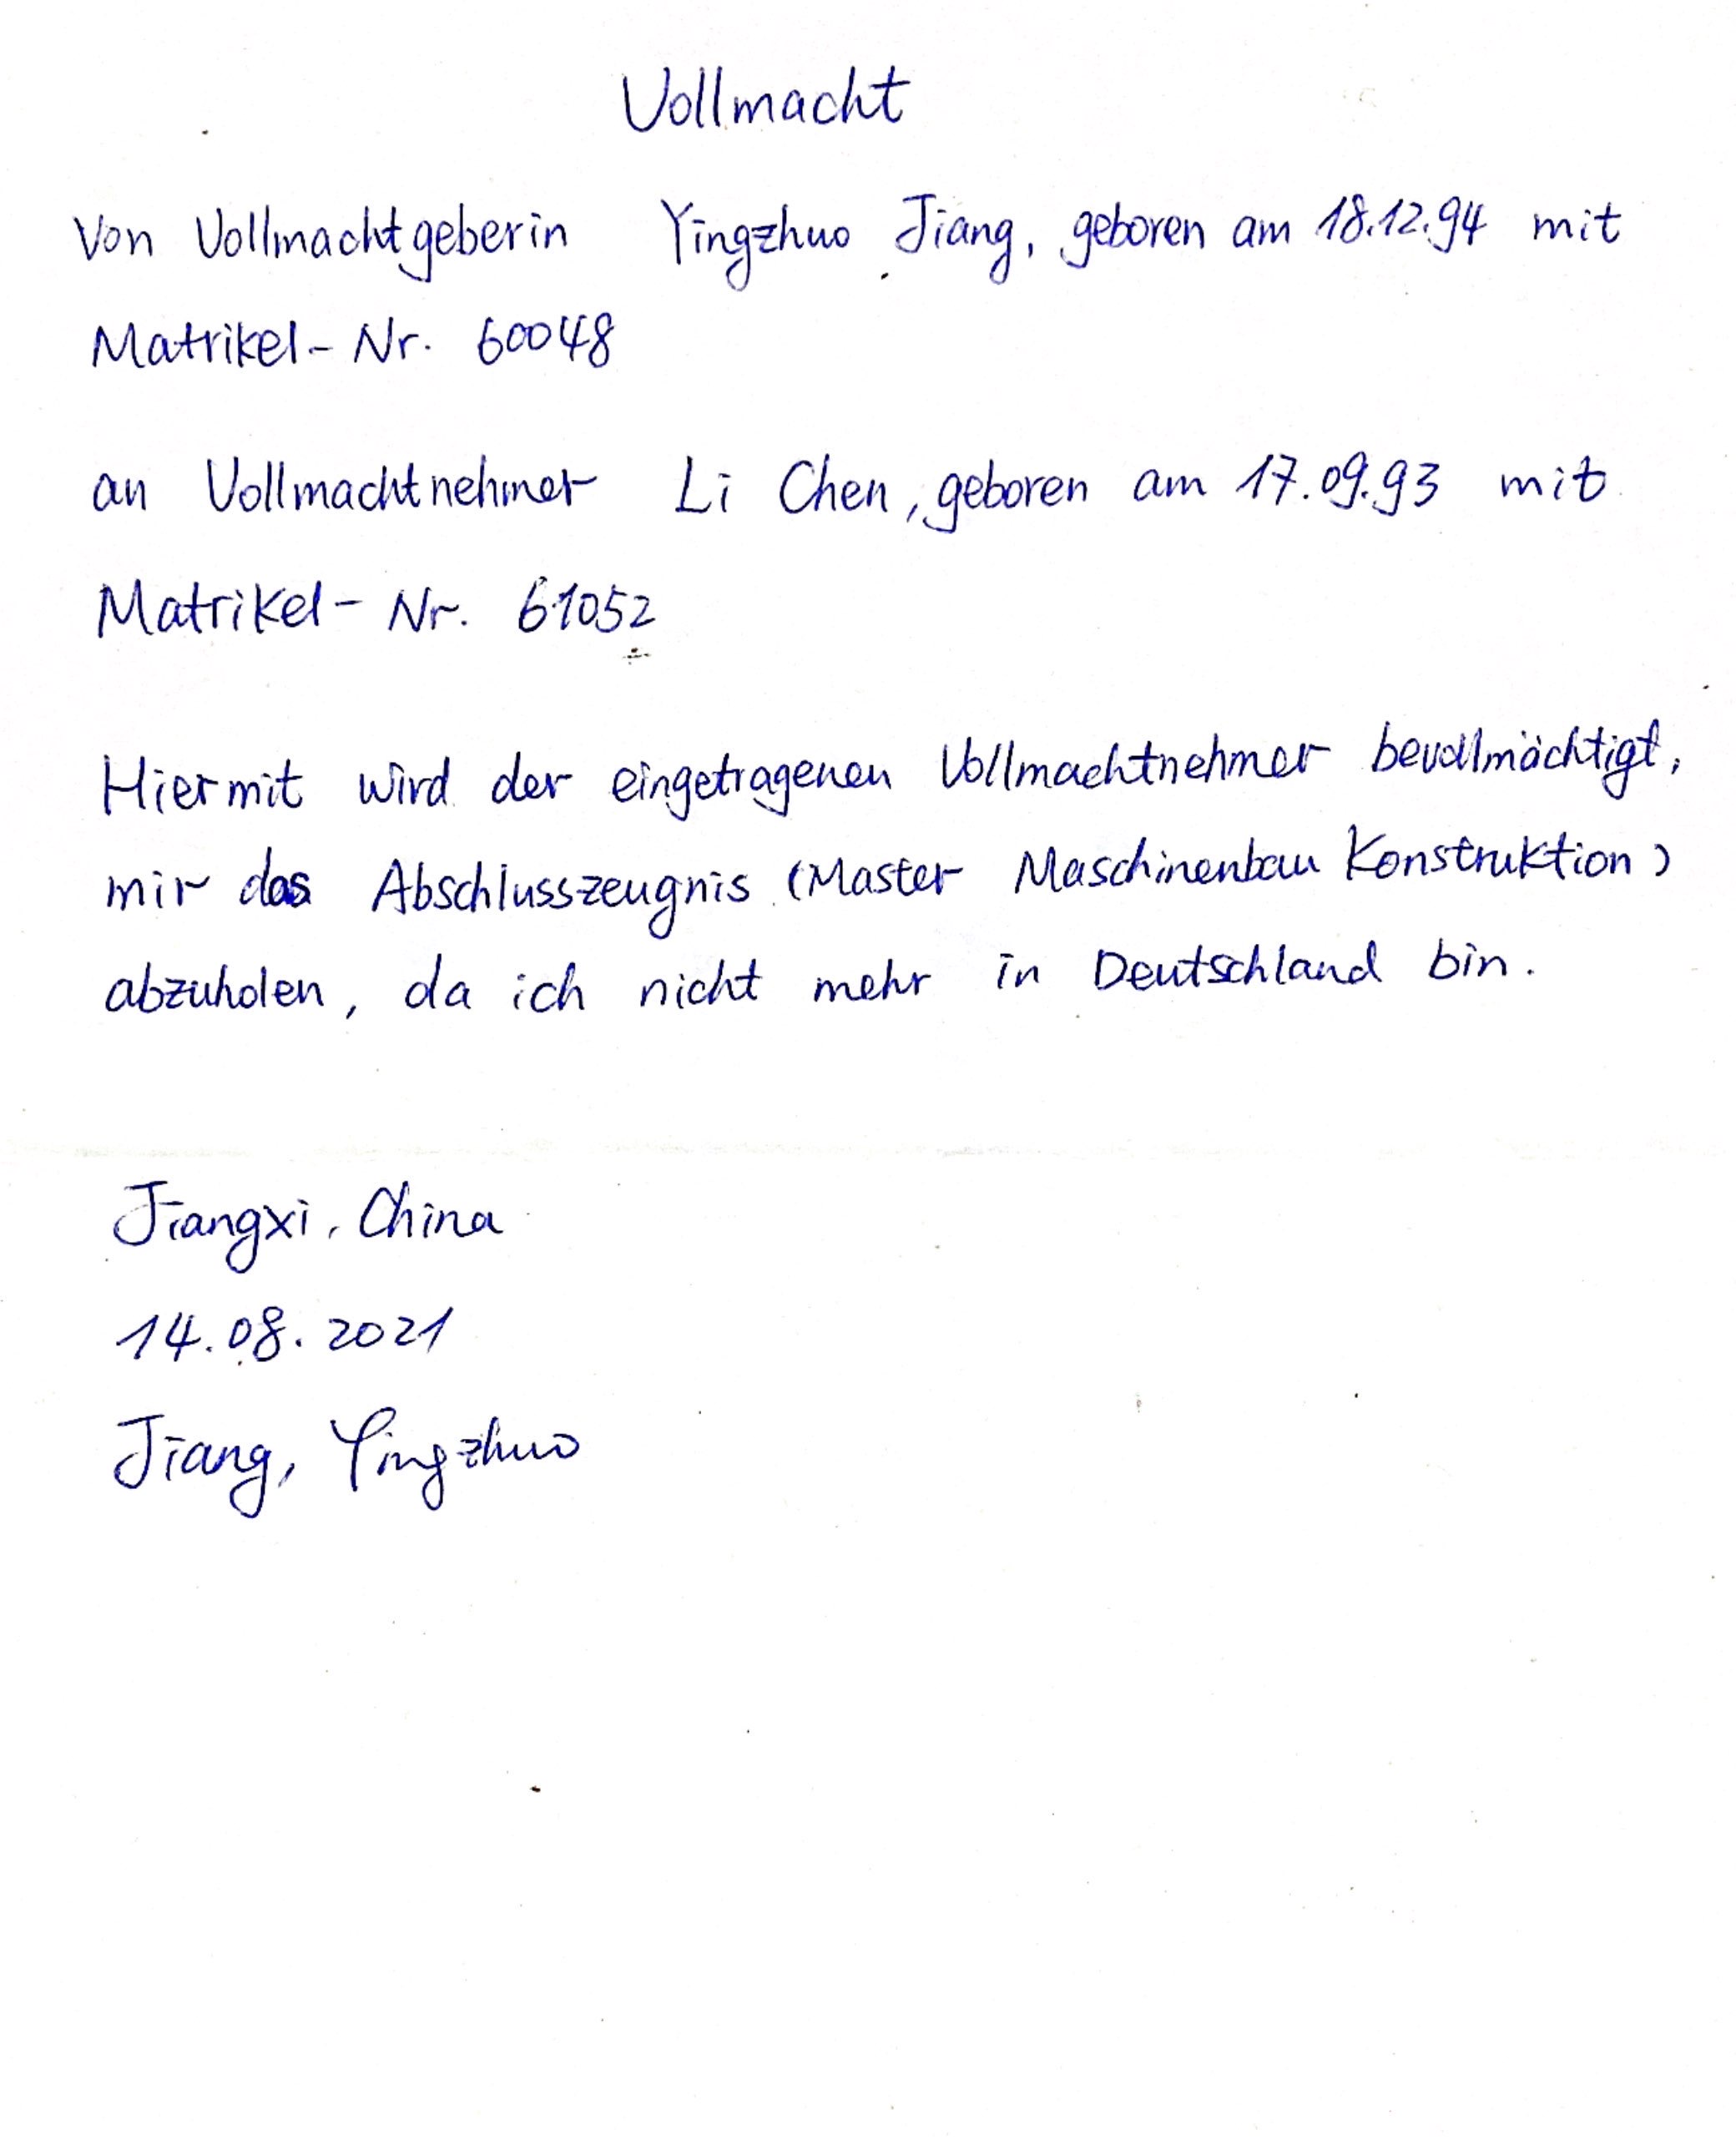 Vollmacht
Von Vollmachtgeberin Yingzhuo Jiang, geboren am 18.12.94 mit
Matrikel-Nr. 60048
an Vollmachtnehmer Li Chen, geboren am 17.09.93 mit
Matrikel-Nr. 61052
Hiermit wird der eingetragenen Vollmachtnehmer bevollmächtigt,
mir das Abschlusszeugnis (Master Maschinenbau Konstruktion)
abzuholen, da ich nicht mehr in Deutschland bin.
Jiangxi, China
14.08.2021
Jiang, Yingzhuo